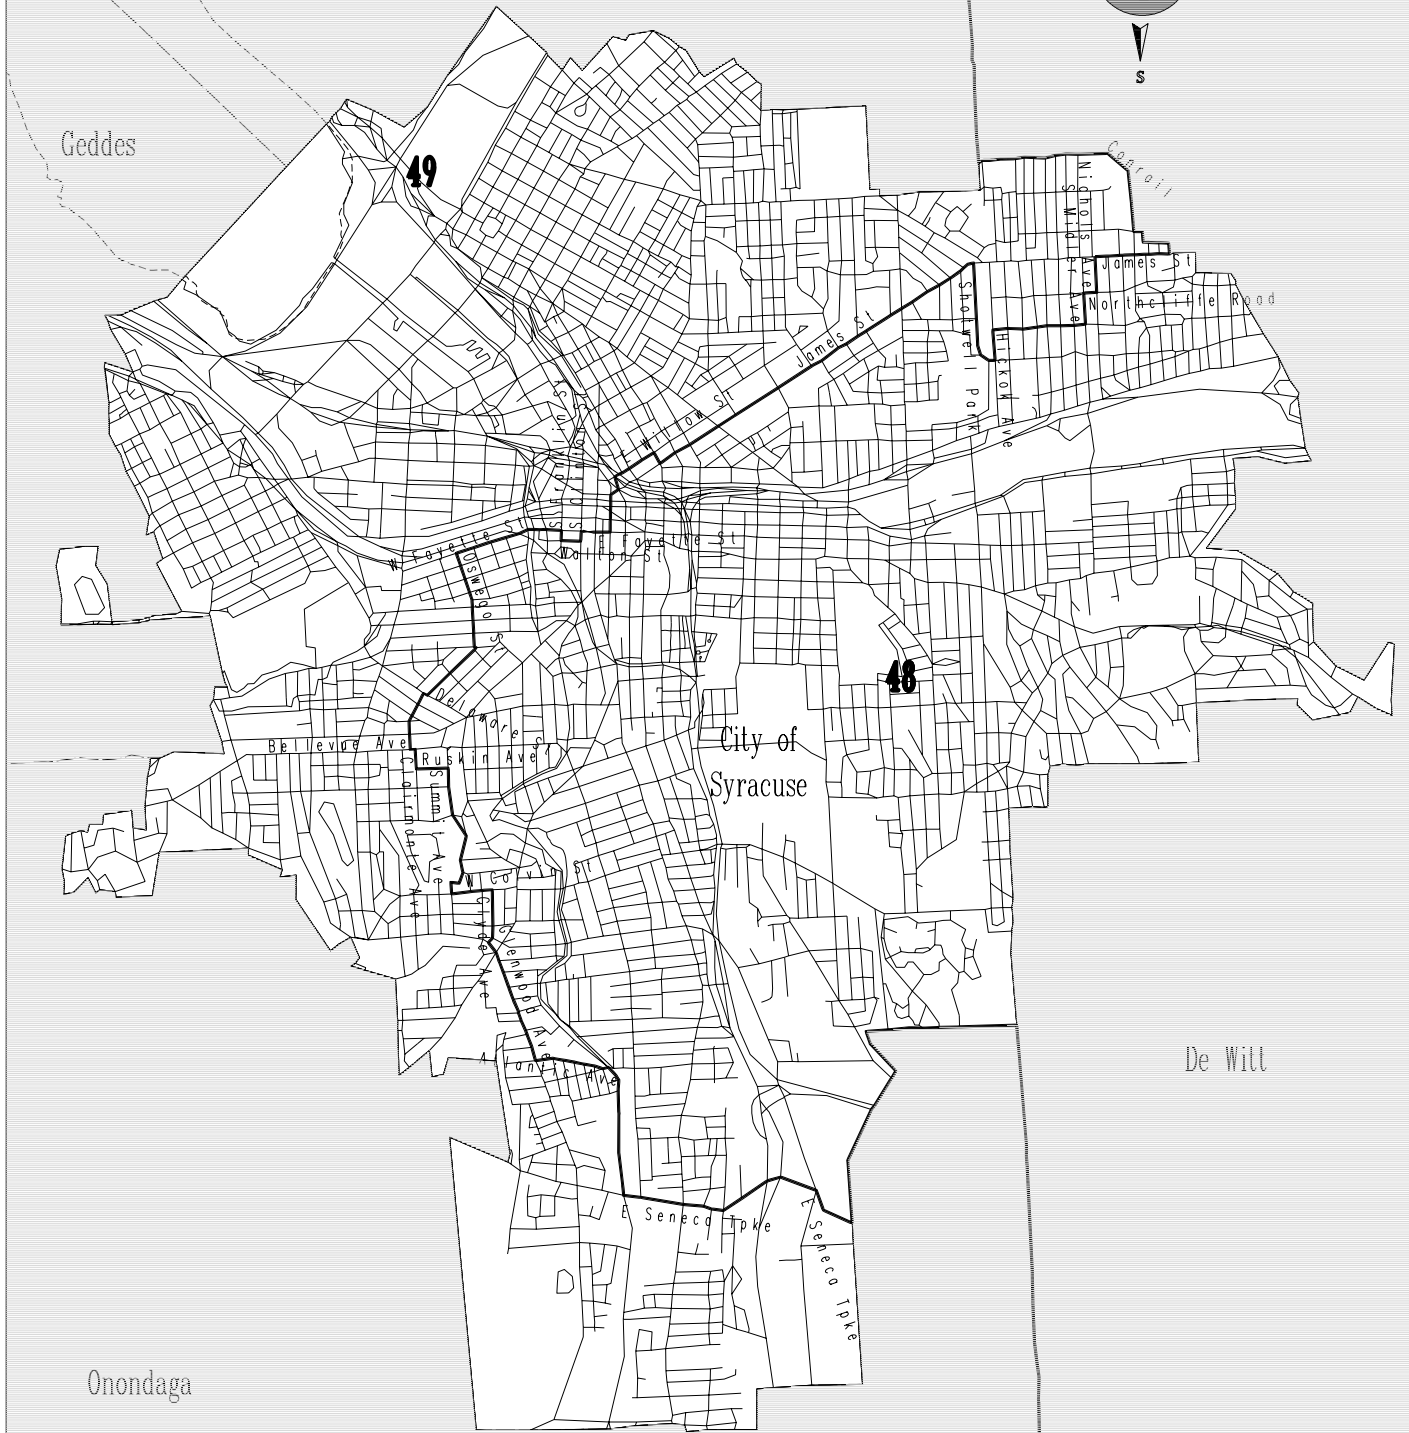 S
Geddes
49
Conrail
Nichols Ave
S Midler Ave
James St
Northcliffe Road
Shotwell Park
Hickok Ave
James St
E Willow St
W Fayette St
E Fayette St
Walton St
Oswego St
48
Delaware St
City of
Syracuse
Bellevue Ave
Ruskin Ave
Clairmonte Ave
Summit Ave
W Colvin St
Clyde Ave
Glenwood Ave
Atlantic Ave
De Witt
E Seneca Tpke
E Seneca Tpke
Onondaga